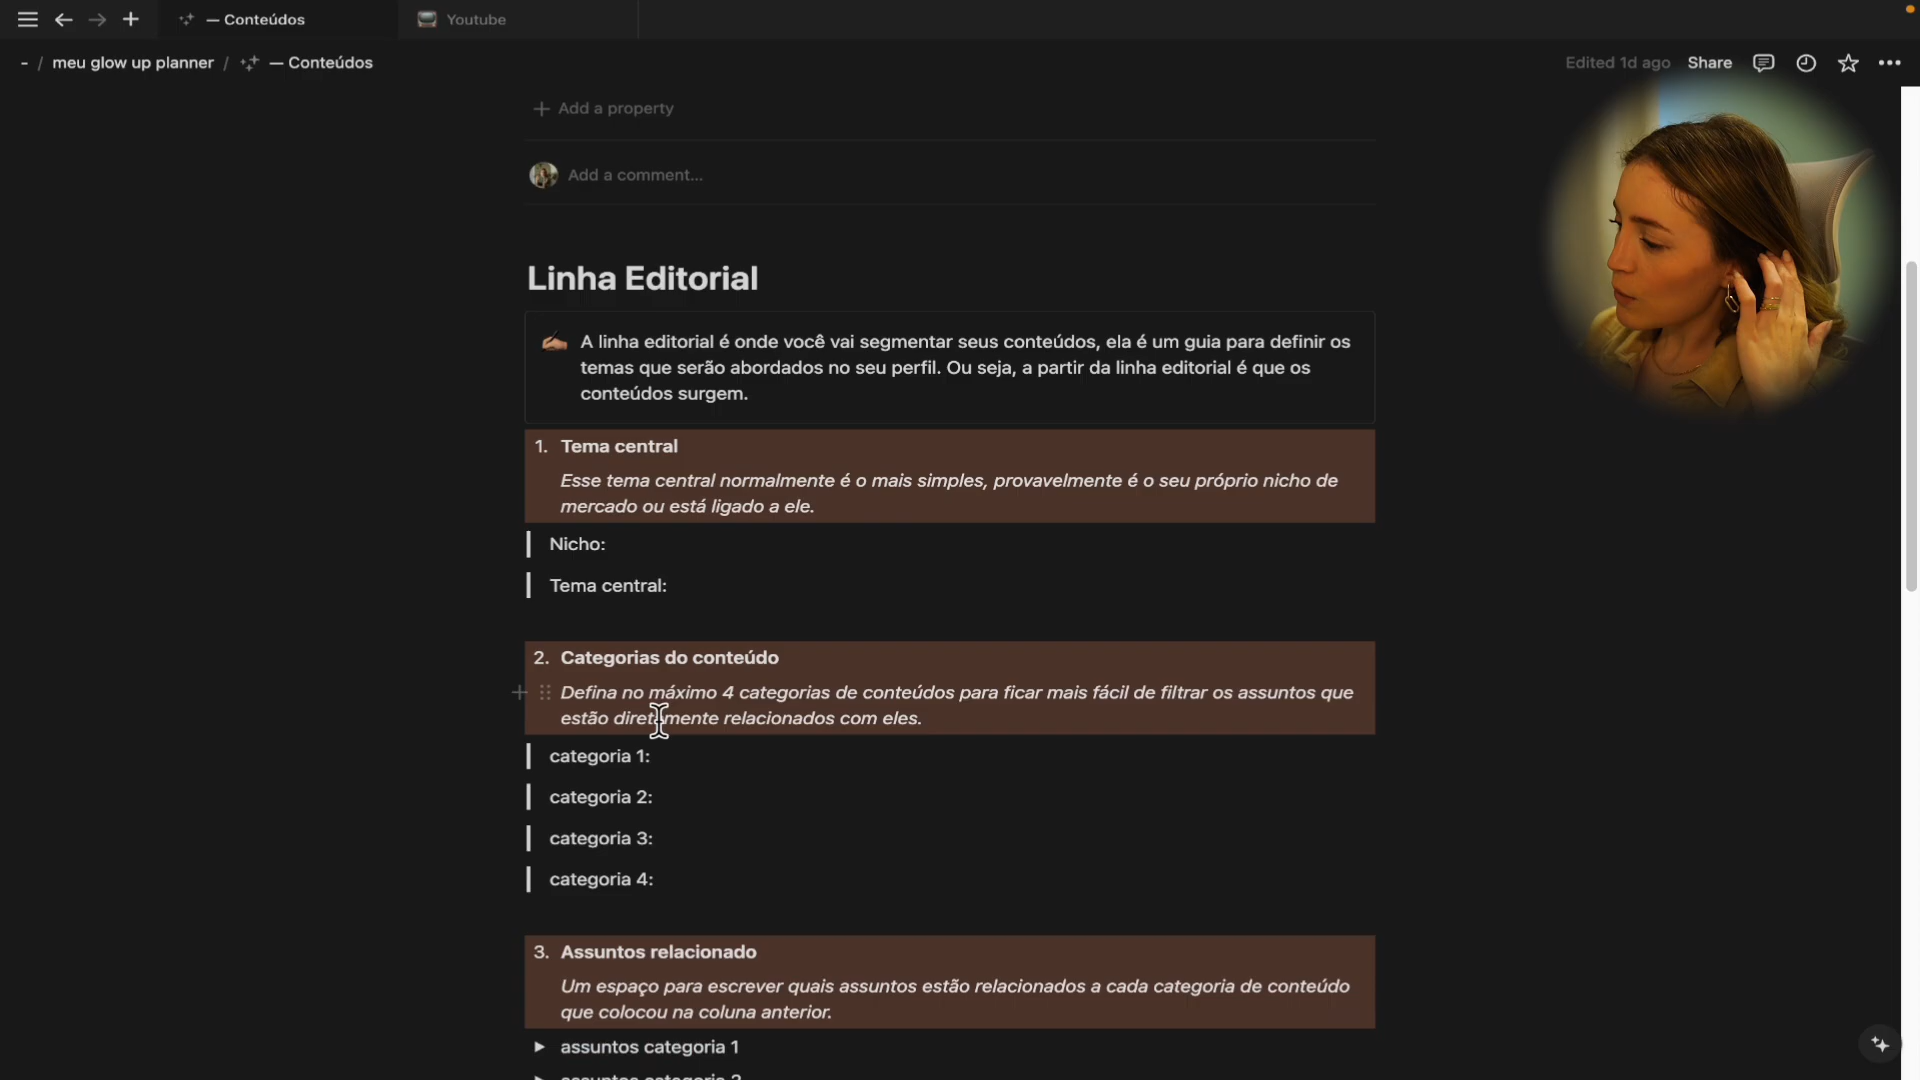 — Conteúdos
Youtube
- / meu glow up planner / — Conteúdos
Edited 1d ago Share
Add a property
Add a comment...
Linha Editorial
A linha editorial é onde você vai segmentar seus conteúdos, ela é um guia para definir os
temas que serão abordados no seu perfil. Ou seja, a partir da linha editorial é que os
conteúdos surgem.
1. Tema central
Esse tema central normalmente é o mais simples, provavelmente é o seu próprio nicho de
mercado ou está ligado a ele.
Nicho:
Tema central:
2. Categorias do conteúdo
Defina no máximo 4 categorias de conteúdos para ficar mais fácil de filtrar os assuntos que
estão diretamente relacionados com eles.
categoria 1:
categoria 2:
categoria 3:
categoria 4:
3. Assuntos relacionado
Um espaço para escrever quais assuntos estão relacionados a cada categoria de conteúdo
que colocou na coluna anterior.
assuntos categoria 1